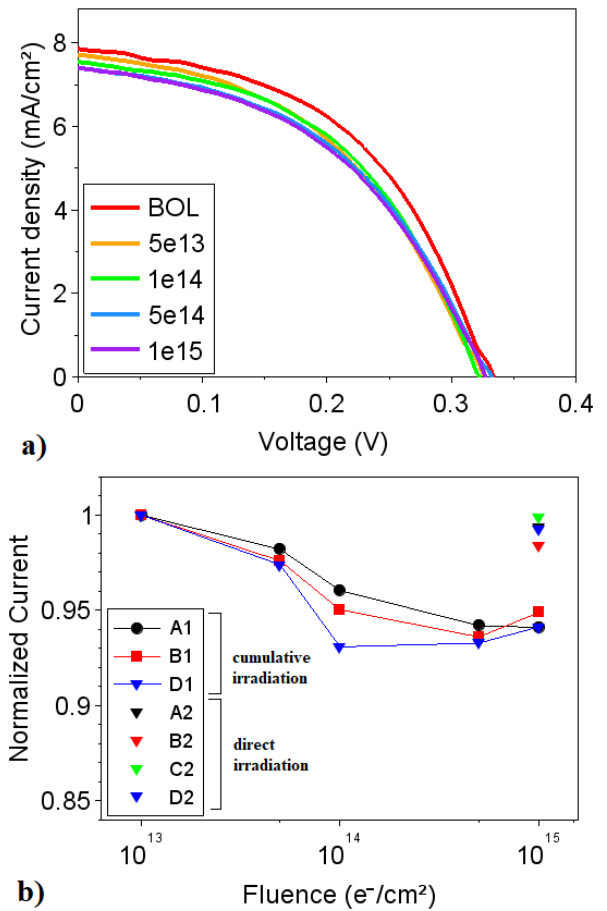 8
6
4
2
0
Current density (mA/cm²)
BOL
5e13
1e14
5e14
1e15
0 0.1 0.2 0.3 0.4
Voltage (V)
a)
1
0.95
0.9
0.85
Normalized Current
A1
B1
D1
cumulative
irradiation
A2
B2
C2
D2
direct
irradiation
10¹³ 10¹⁴ 10¹⁵
Fluence (e⁻/cm²)
b)